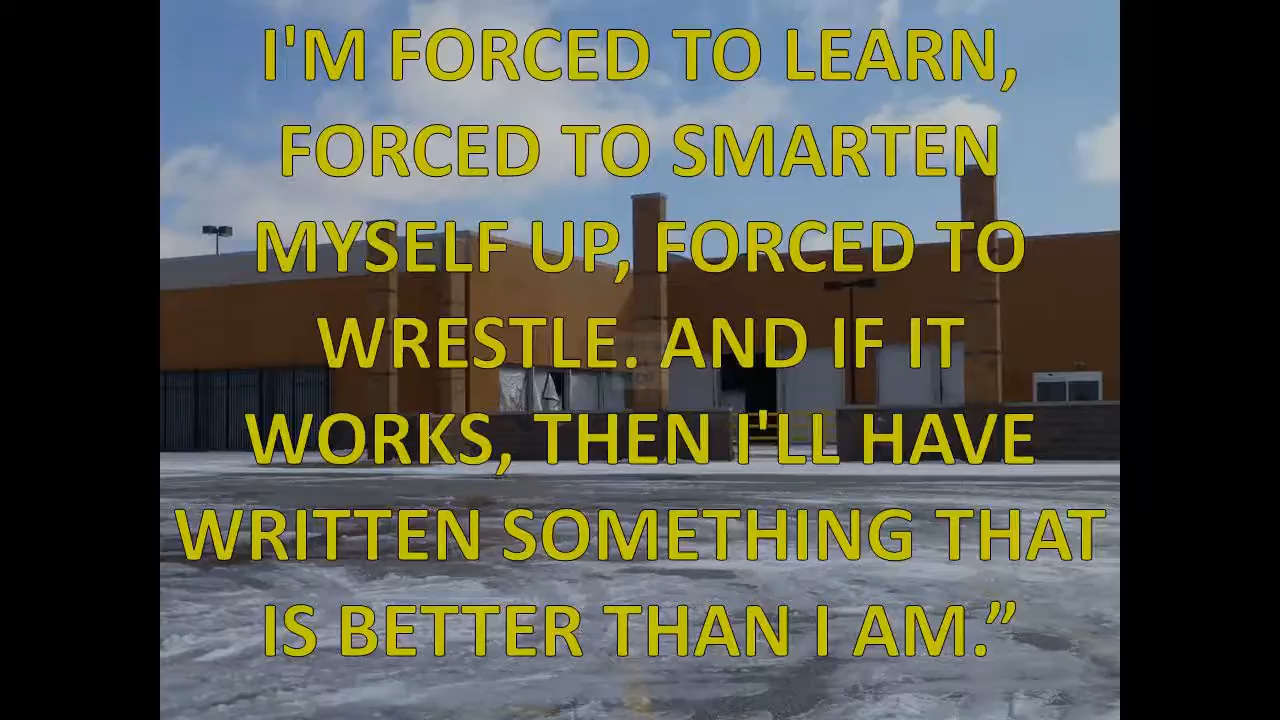 I'M FORCED TO LEARN,
FORCED TO SMARTEN
MYSELF UP, FORCED TO
WRESTLE. AND IF IT
WORKS, THEN I'LL HAVE
WRITTEN SOMETHING THAT
IS BETTER THAN I AM.”